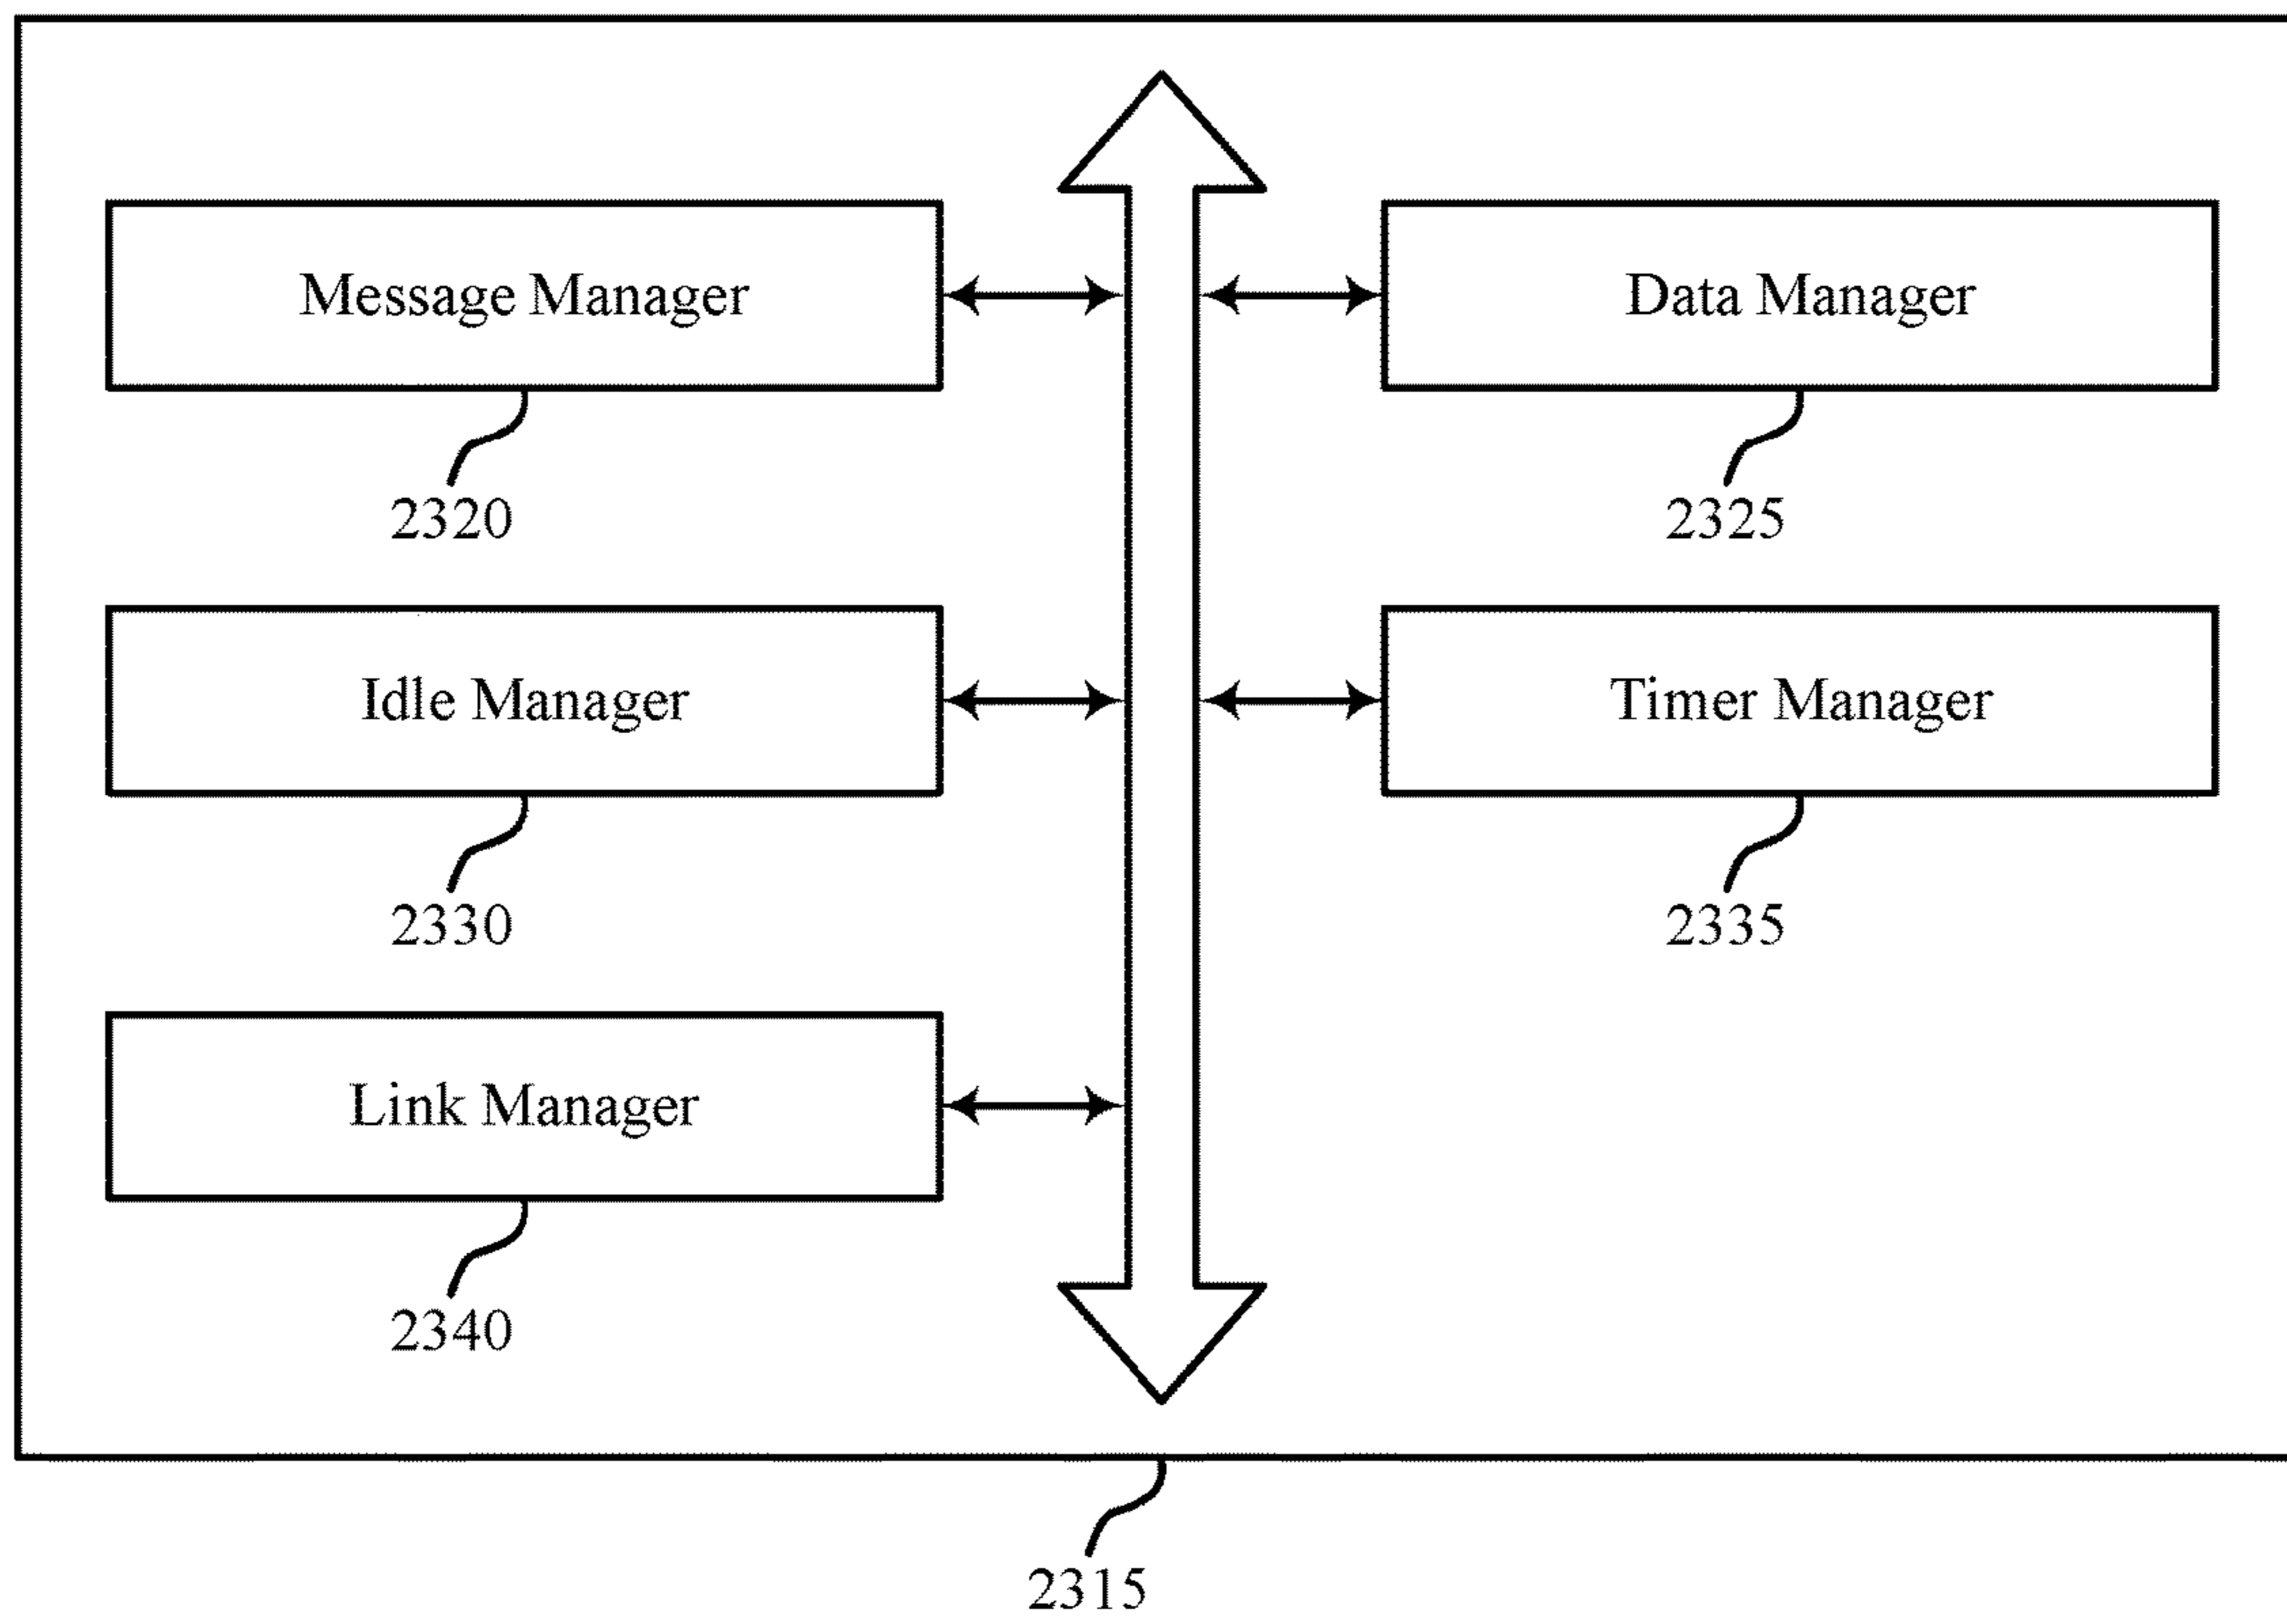 Message Manager
Data Manager
2320
2325
Idle Manager
Timer Manager
2330
2335
Link Manager
2340
2315